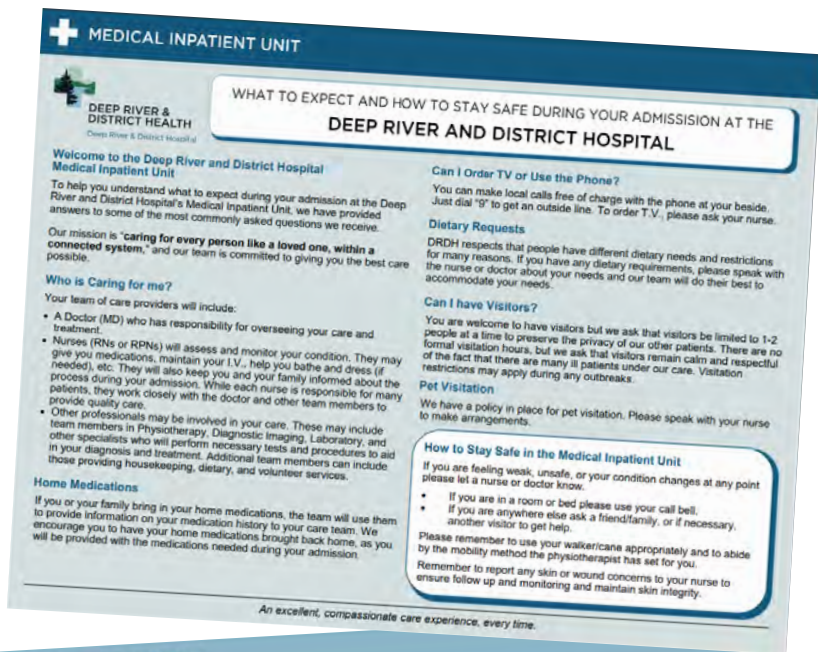 MEDICAL INPATIENT UNIT
DEEP RIVER &
DISTRICT HEALTH
Deep River & District Hospital
WHAT TO EXPECT AND HOW TO STAY SAFE DURING YOUR ADMISSISION AT THE
DEEP RIVER AND DISTRICT HOSPITAL
Welcome to the Deep River and District Hospital
Medical Inpatient Unit
To help you understand what to expect during your admission at the Deep
River and District Hospital's Medical Inpatient Unit, we have provided
answers to some of the most commonly asked questions we receive.
Our mission is "caring for every person like a loved one, within a
connected system," and our team is committed to giving you the best care
possible.
Who is Caring for me?
Your team of care providers will include:
• A Doctor (MD) who has responsibility for overseeing your care and
treatment.
• Nurses (RNs or RPNs) will assess and monitor your condition. They may
give you medications, maintain your I.V., help you bathe and dress (if
needed), etc. They will also keep you and your family informed about the
process during your admission. While each nurse is responsible for many
patients, they work closely with the doctor and other team members to
provide quality care.
• Other professionals may be involved in your care. These may include
team members in Physiotherapy, Diagnostic Imaging, Laboratory, and
other specialists who will perform necessary tests and procedures to aid
in your diagnosis and treatment. Additional team members can include
those providing housekeeping, dietary, and volunteer services.
Home Medications
If you or your family bring in your home medications, the team will use them
to provide information on your medication history to your care team. We
encourage you to have your home medications brought back home, as you
will be provided with the medications needed during your admission.
Can I Order TV or Use the Phone?
You can make local calls free of charge with the phone at your beside.
Just dial "9" to get an outside line. To order T.V., please ask your nurse.
Dietary Requests
DRDH respects that people have different dietary needs and restrictions
for many reasons. If you have any dietary requirements, please speak with
the nurse or doctor about your needs and our team will do their best to
accommodate your needs.
Can I have Visitors?
You are welcome to have visitors but we ask that visitors be limited to 1-2
people at a time to preserve the privacy of our other patients. There are no
formal visitation hours, but we ask that visitors remain calm and respectful
of the fact that there are many ill patients under our care. Visitation
restrictions may apply during any outbreaks.
Pet Visitation
We have a policy in place for pet visitation. Please speak with your nurse
to make arrangements.
How to Stay Safe in the Medical Inpatient Unit
If you are feeling weak, unsafe, or your condition changes at any point
please let a nurse or doctor know.
• If you are in a room or bed please use your call bell.
• If you are anywhere else ask a friend/family, or if necessary,
another visitor to get help.
Please remember to use your walker/cane appropriately and to abide
by the mobility method the physiotherapist has set for you.
Remember to report any skin or wound concerns to your nurse to
ensure follow up and monitoring and maintain skin integrity.
An excellent, compassionate care experience, every time.